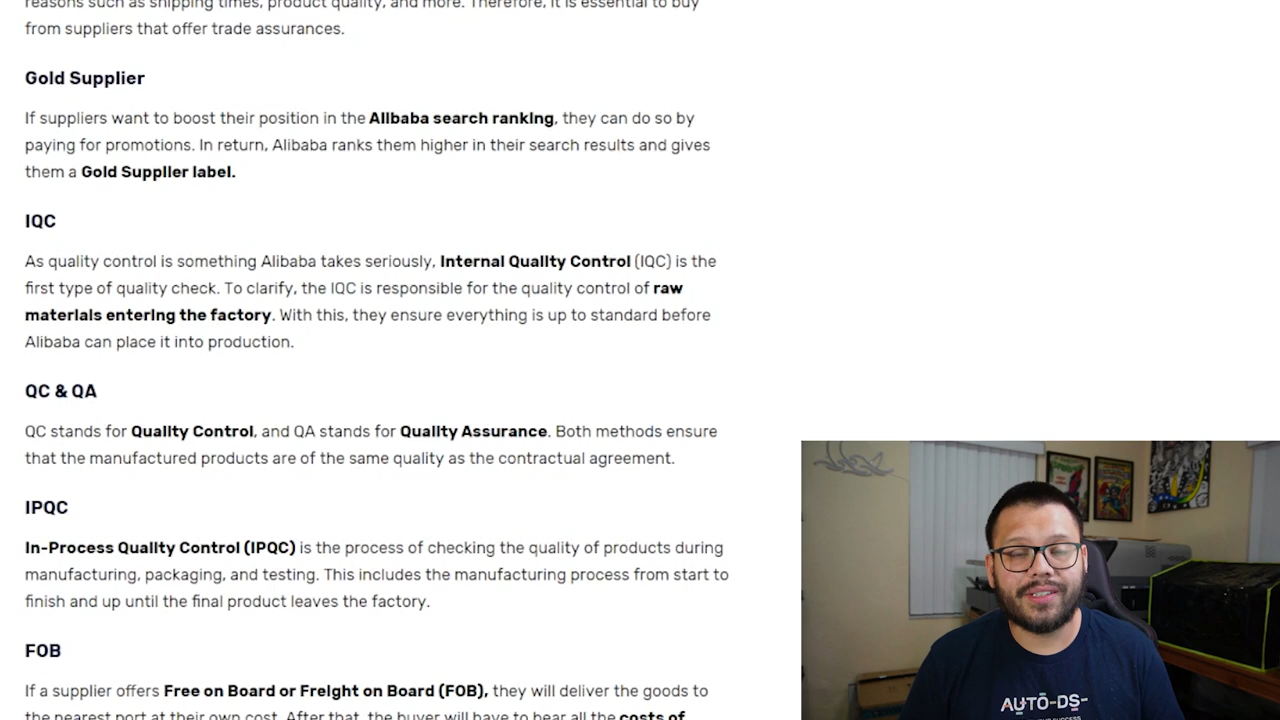 reasons such as shipping times, product quality, and more. Therefore, it is essential to buy
from suppliers that offer trade assurances.
Gold Supplier
If suppliers want to boost their position in the Alibaba search ranking, they can do so by
paying for promotions. In return, Alibaba ranks them higher in their search results and gives
them a Gold Supplier label.
IQC
As quality control is something Alibaba takes seriously, Internal Quality Control (IQC) is the
first type of quality check. To clarify, the IQC is responsible for the quality control of raw
materials entering the factory. With this, they ensure everything is up to standard before
Alibaba can place it into production.
QC & QA
QC stands for Quality Control, and QA stands for Quality Assurance. Both methods ensure
that the manufactured products are of the same quality as the contractual agreement.
IPQC
In-Process Quality Control (IPQC) is the process of checking the quality of products during
manufacturing, packaging, and testing. This includes the manufacturing process from start to
finish and up until the final product leaves the factory.
FOB
If a supplier offers Free on Board or Freight on Board (FOB), they will deliver the goods to
the nearest port at their own cost. After that, the buyer will have to bear all the costs of
AUTO-DS-